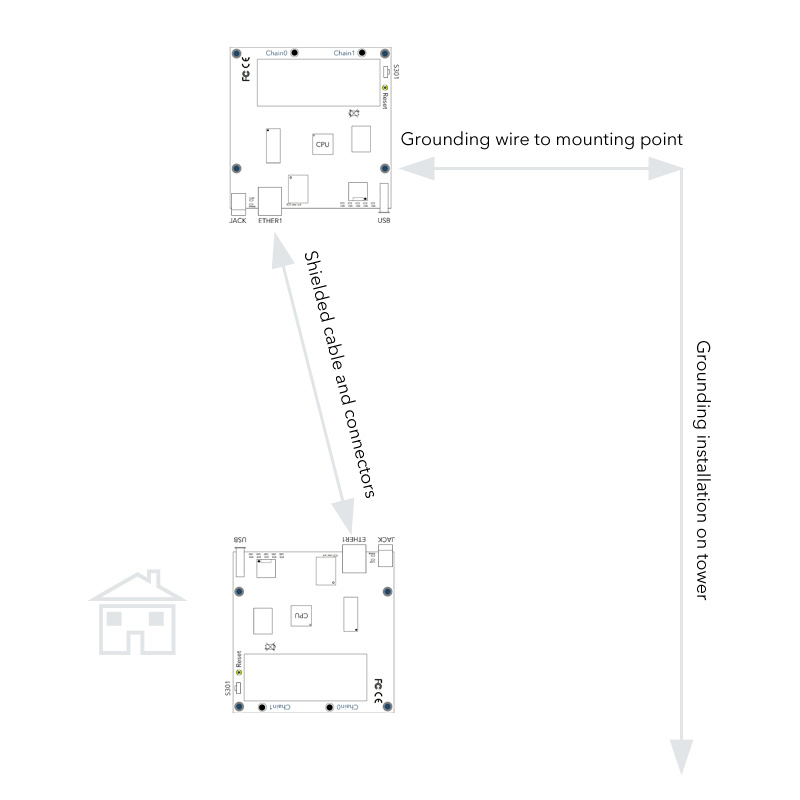 Chain0
Chain1
FC CE
S301
Reset
CPU
JACK
ETHER1
USB
Grounding wire to mounting point
Shielded cable and connectors
Grounding installation on tower
USB
ETHER1
JACK
CPU
Reset
S301
FC CE
Chain1
Chain0